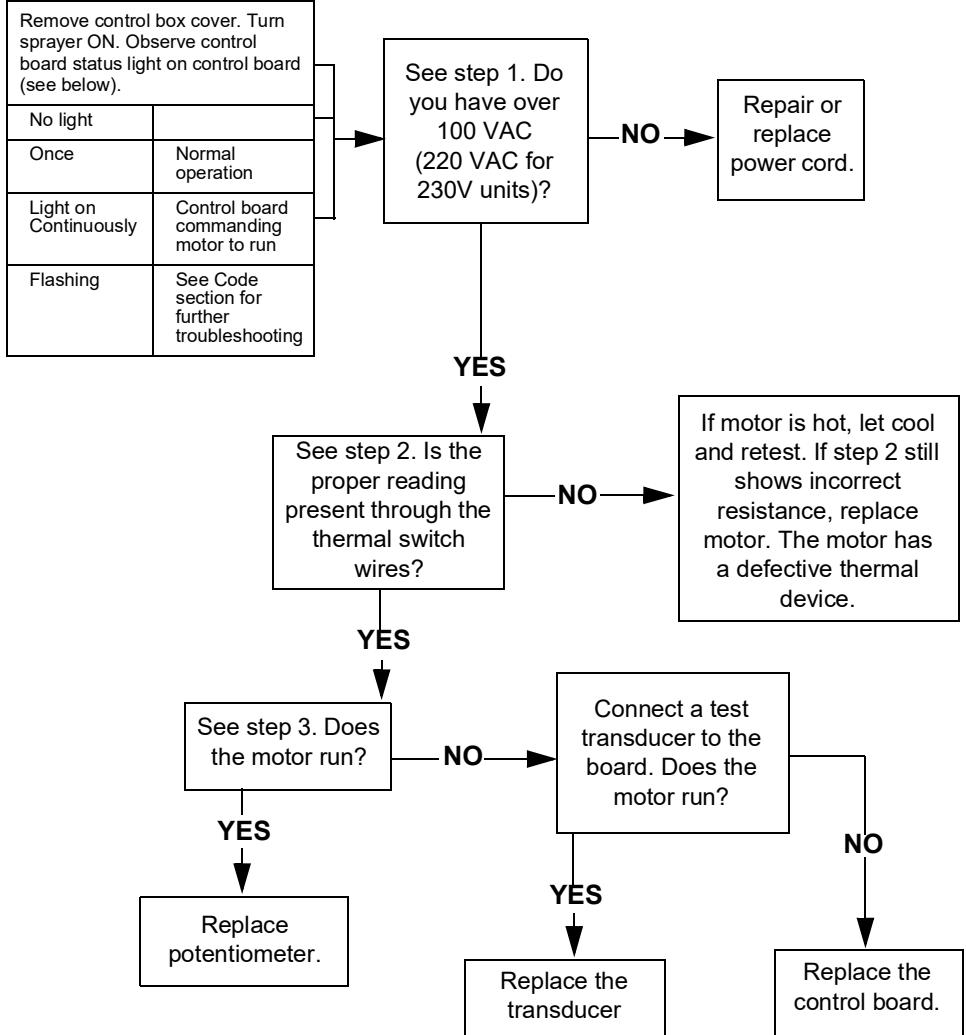 Remove control box cover. Turn
sprayer ON. Observe control
board status light on control board
(see below).
No light
Once
Normal
operation
Light on
Continuously
Control board
commanding
motor to run
Flashing
See Code
section for
further
troubleshooting
See step 1. Do
you have over
100 VAC
(220 VAC for
230V units)?
NO
Repair or
replace
power cord.
YES
See step 2. Is the
proper reading
present through the
thermal switch
wires?
NO
If motor is hot, let cool
and retest. If step 2 still
shows incorrect
resistance, replace
motor. The motor has
a defective thermal
device.
YES
See step 3. Does
the motor run?
NO
Connect a test
transducer to the
board. Does the
motor run?
YES
Replace
potentiometer.
YES
Replace the
transducer
NO
Replace the
control board.